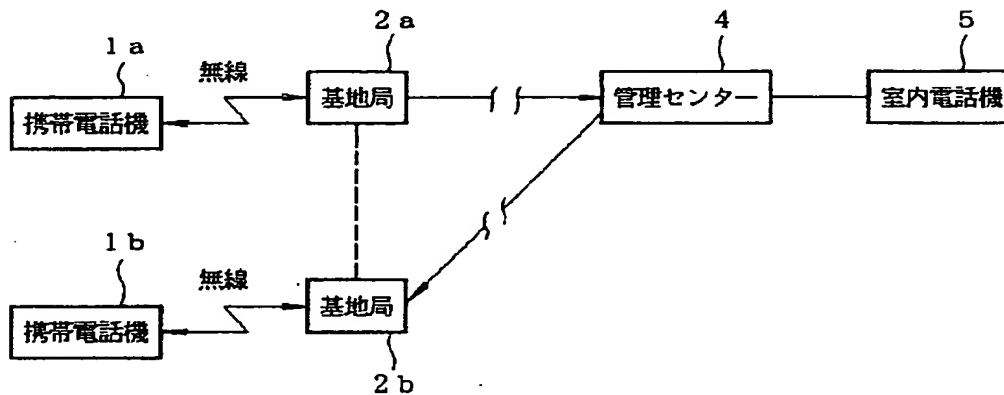 2a
4
5
1a
無線
基地局
管理センター
室内電話機
携帯電話機
1b
無線
基地局
携帯電話機
2b